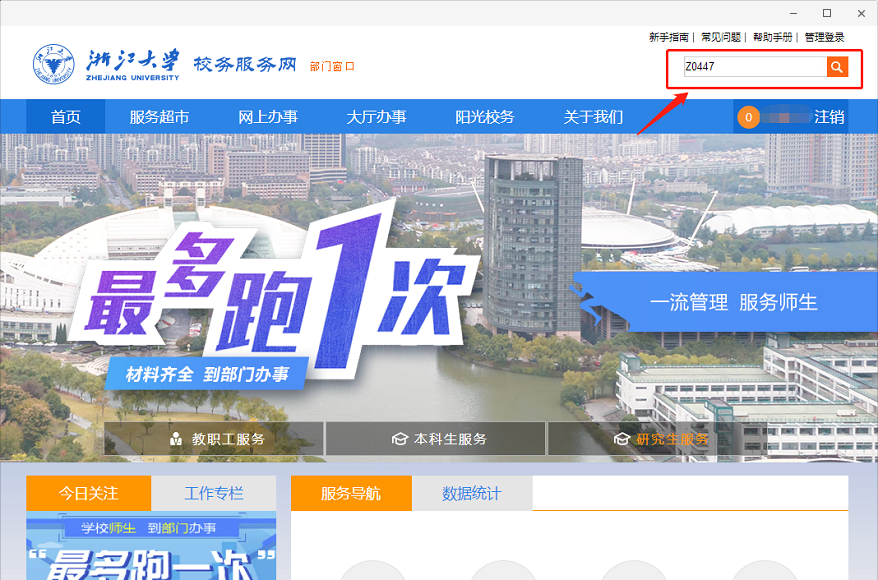 新手指南 | 常见问题 | 帮助手册 | 管理登录
浙江大学 校务服务网 部门窗口
ZHEJIANG UNIVERSITY
Z0447
首页 服务超市 网上办事 大厅办事 阳光校务 关于我们 0 注销
最多跑1次
一流管理 服务师生
材料齐全 到部门办事
教职工服务 本科生服务 研究生服务
今日关注 工作专栏 服务导航 数据统计
学校师生 到部门办事
“最多跑一次”